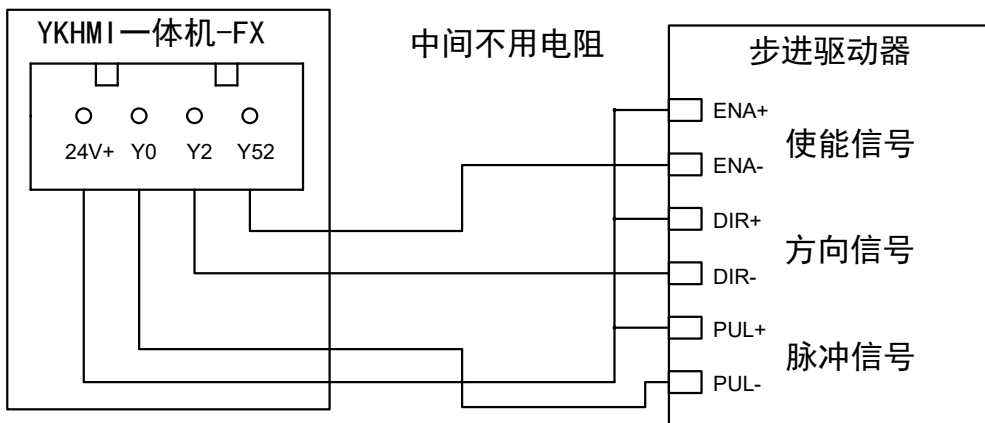 YKHMI一体机-FX
24V+ Y0 Y2 Y52
中间不用电阻
步进驱动器
ENA+
使能信号
ENA-
DIR+
方向信号
DIR-
PUL+
脉冲信号
PUL-